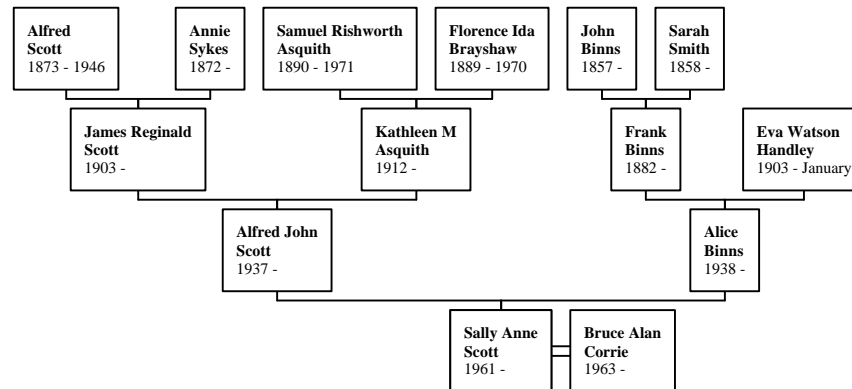 Alfred
Scott
1873 - 1946
Annie
Sykes
1872 -
Samuel Rishworth
Asquith
1890 - 1971
Florence Ida
Brayshaw
1889 - 1970
John
Binns
1857 -
Sarah
Smith
1858 -
James Reginald
Scott
1903 -
Kathleen M
Asquith
1912 -
Frank
Binns
1882 -
Eva Watson
Handley
1903 - January
Alfred John
Scott
1937 -
Alice
Binns
1938 -
Sally Anne
Scott
1961 -
Bruce Alan
Corrie
1963 -